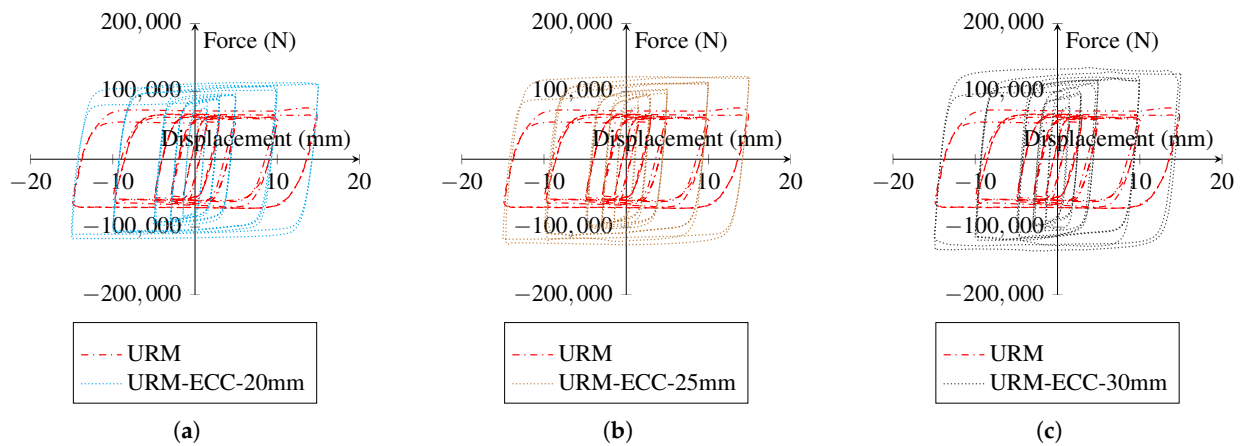 200,000
Force (N)
100,000
Displacement (mm)
−20
−10
10
20
−100,000
−200,000
URM
URM-ECC-20mm
(a)
200,000
Force (N)
100,000
Displacement (mm)
−20
−10
10
20
−100,000
−200,000
URM
URM-ECC-25mm
(b)
200,000
Force (N)
100,000
Displacement (mm)
−20
−10
10
20
−100,000
−200,000
URM
URM-ECC-30mm
(c)